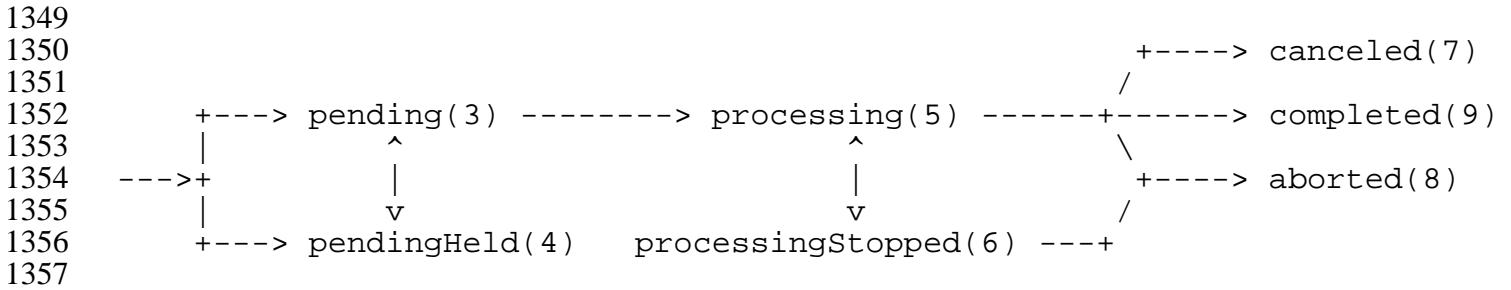 1349
1350                                                                  +----> canceled(7)
1351                                                                 /
1352       +---> pending(3) --------> processing(5) ------+------> completed(9)
1353       |         ^                       ^             \
1354   --->+         |                       |              +----> aborted(8)
1355       |         v                       v             /
1356       +---> pendingHeld(4)   processingStopped(6) ---+
1357